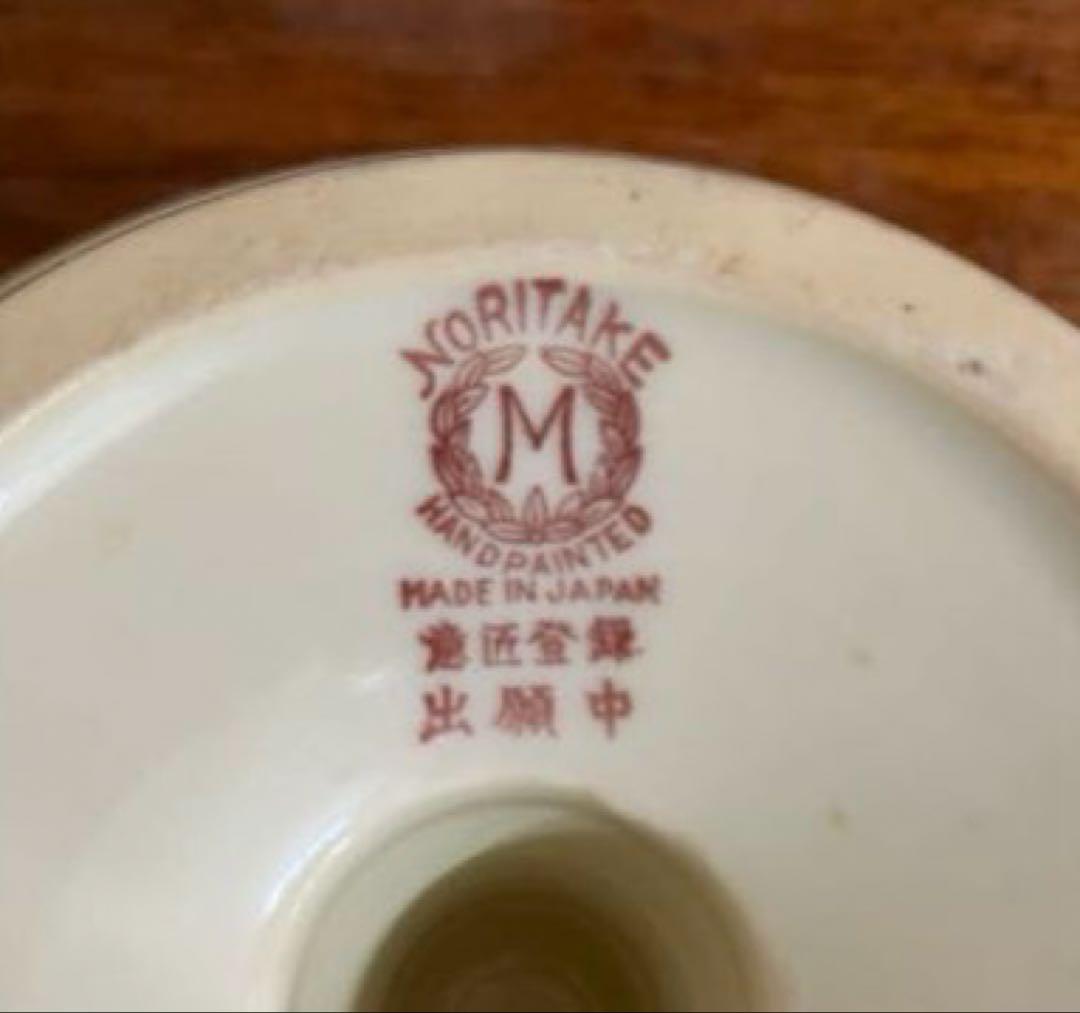 NORITAKE
M
HANDPAINTED
MADE IN JAPAN
意匠登録
出願中